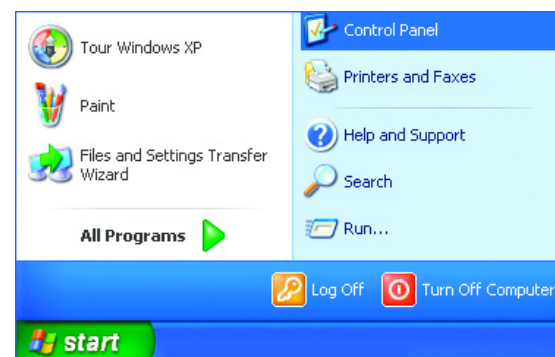 Tour Windows XP
Paint
Files and Settings Transfer
Wizard
All Programs
Control Panel
Printers and Faxes
Help and Support
Search
Run...
Log Off
Turn Off Computer
start